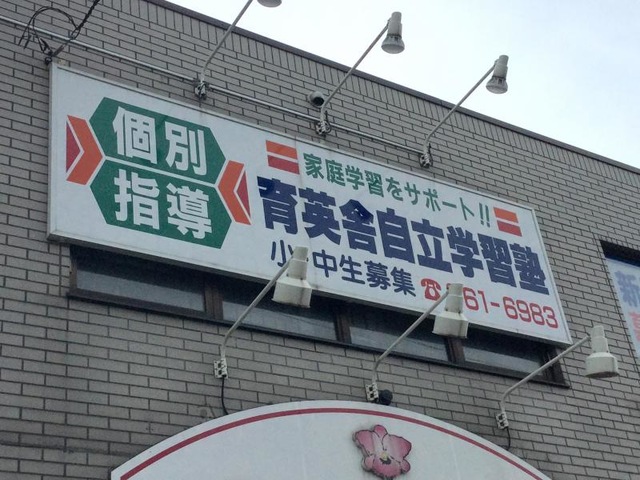 個別
指導
家庭学習をサポート!!
育英舎自立学習塾
小 中生募集
☎ 61-6983
新